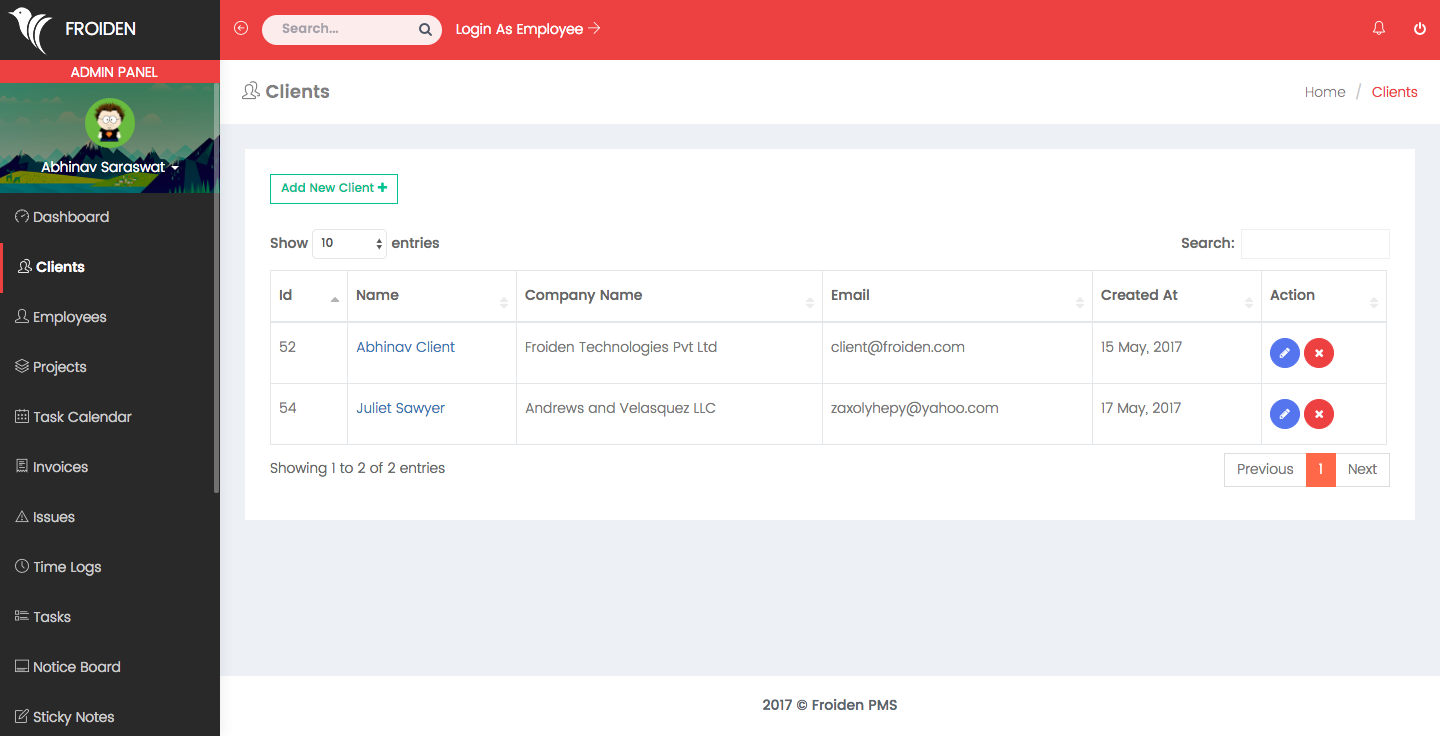 FROIDEN
Search...
Login As Employee
ADMIN PANEL
Abhinav Saraswat
Dashboard
Clients
Employees
Projects
Task Calendar
Invoices
Issues
Time Logs
Tasks
Notice Board
Sticky Notes
Clients
Home / Clients
Add New Client
Show 10 entries
Search:
Id Name Company Name Email Created At Action
52 Abhinav Client Froiden Technologies Pvt Ltd client@froiden.com 15 May, 2017
54 Juliet Sawyer Andrews and Velasquez LLC zaxolyhepy@yahoo.com 17 May, 2017
Showing 1 to 2 of 2 entries
Previous 1 Next
2017 © Froiden PMS